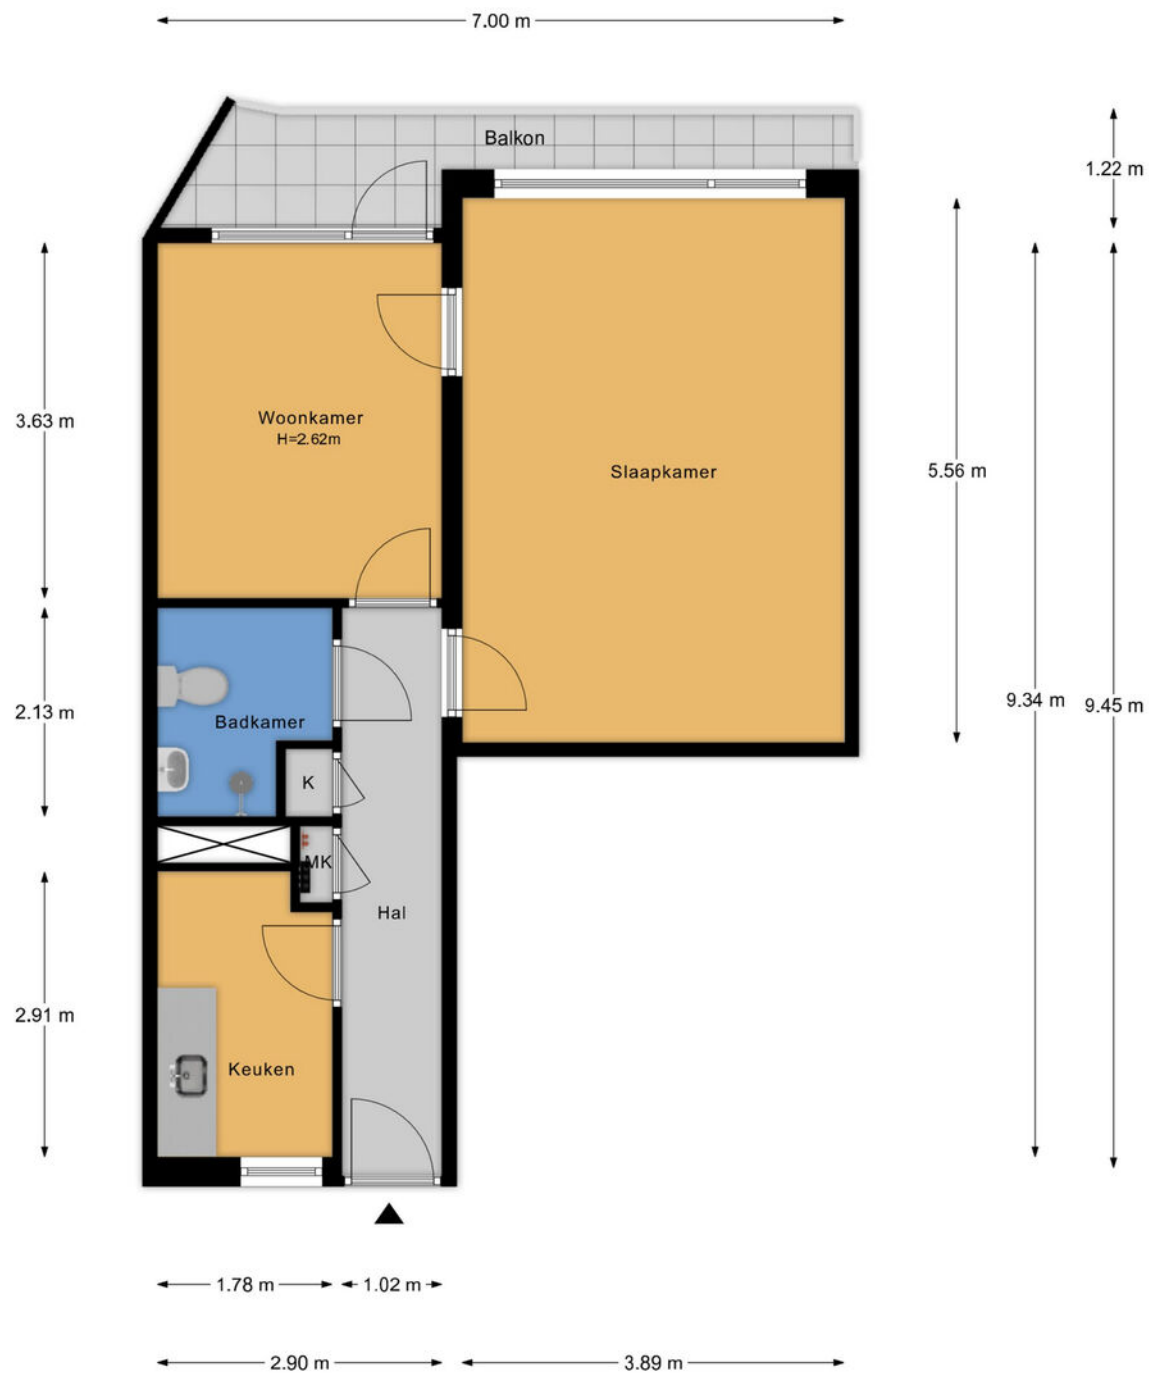 7.00 m
Balkon
1.22 m
Woonkamer
H=2.62m
3.63 m
Slaapkamer
5.56 m
9.34 m
9.45 m
2.13 m
Badkamer
K
MK
Hal
2.91 m
Keuken
1.78 m
1.02 m
2.90 m
3.89 m